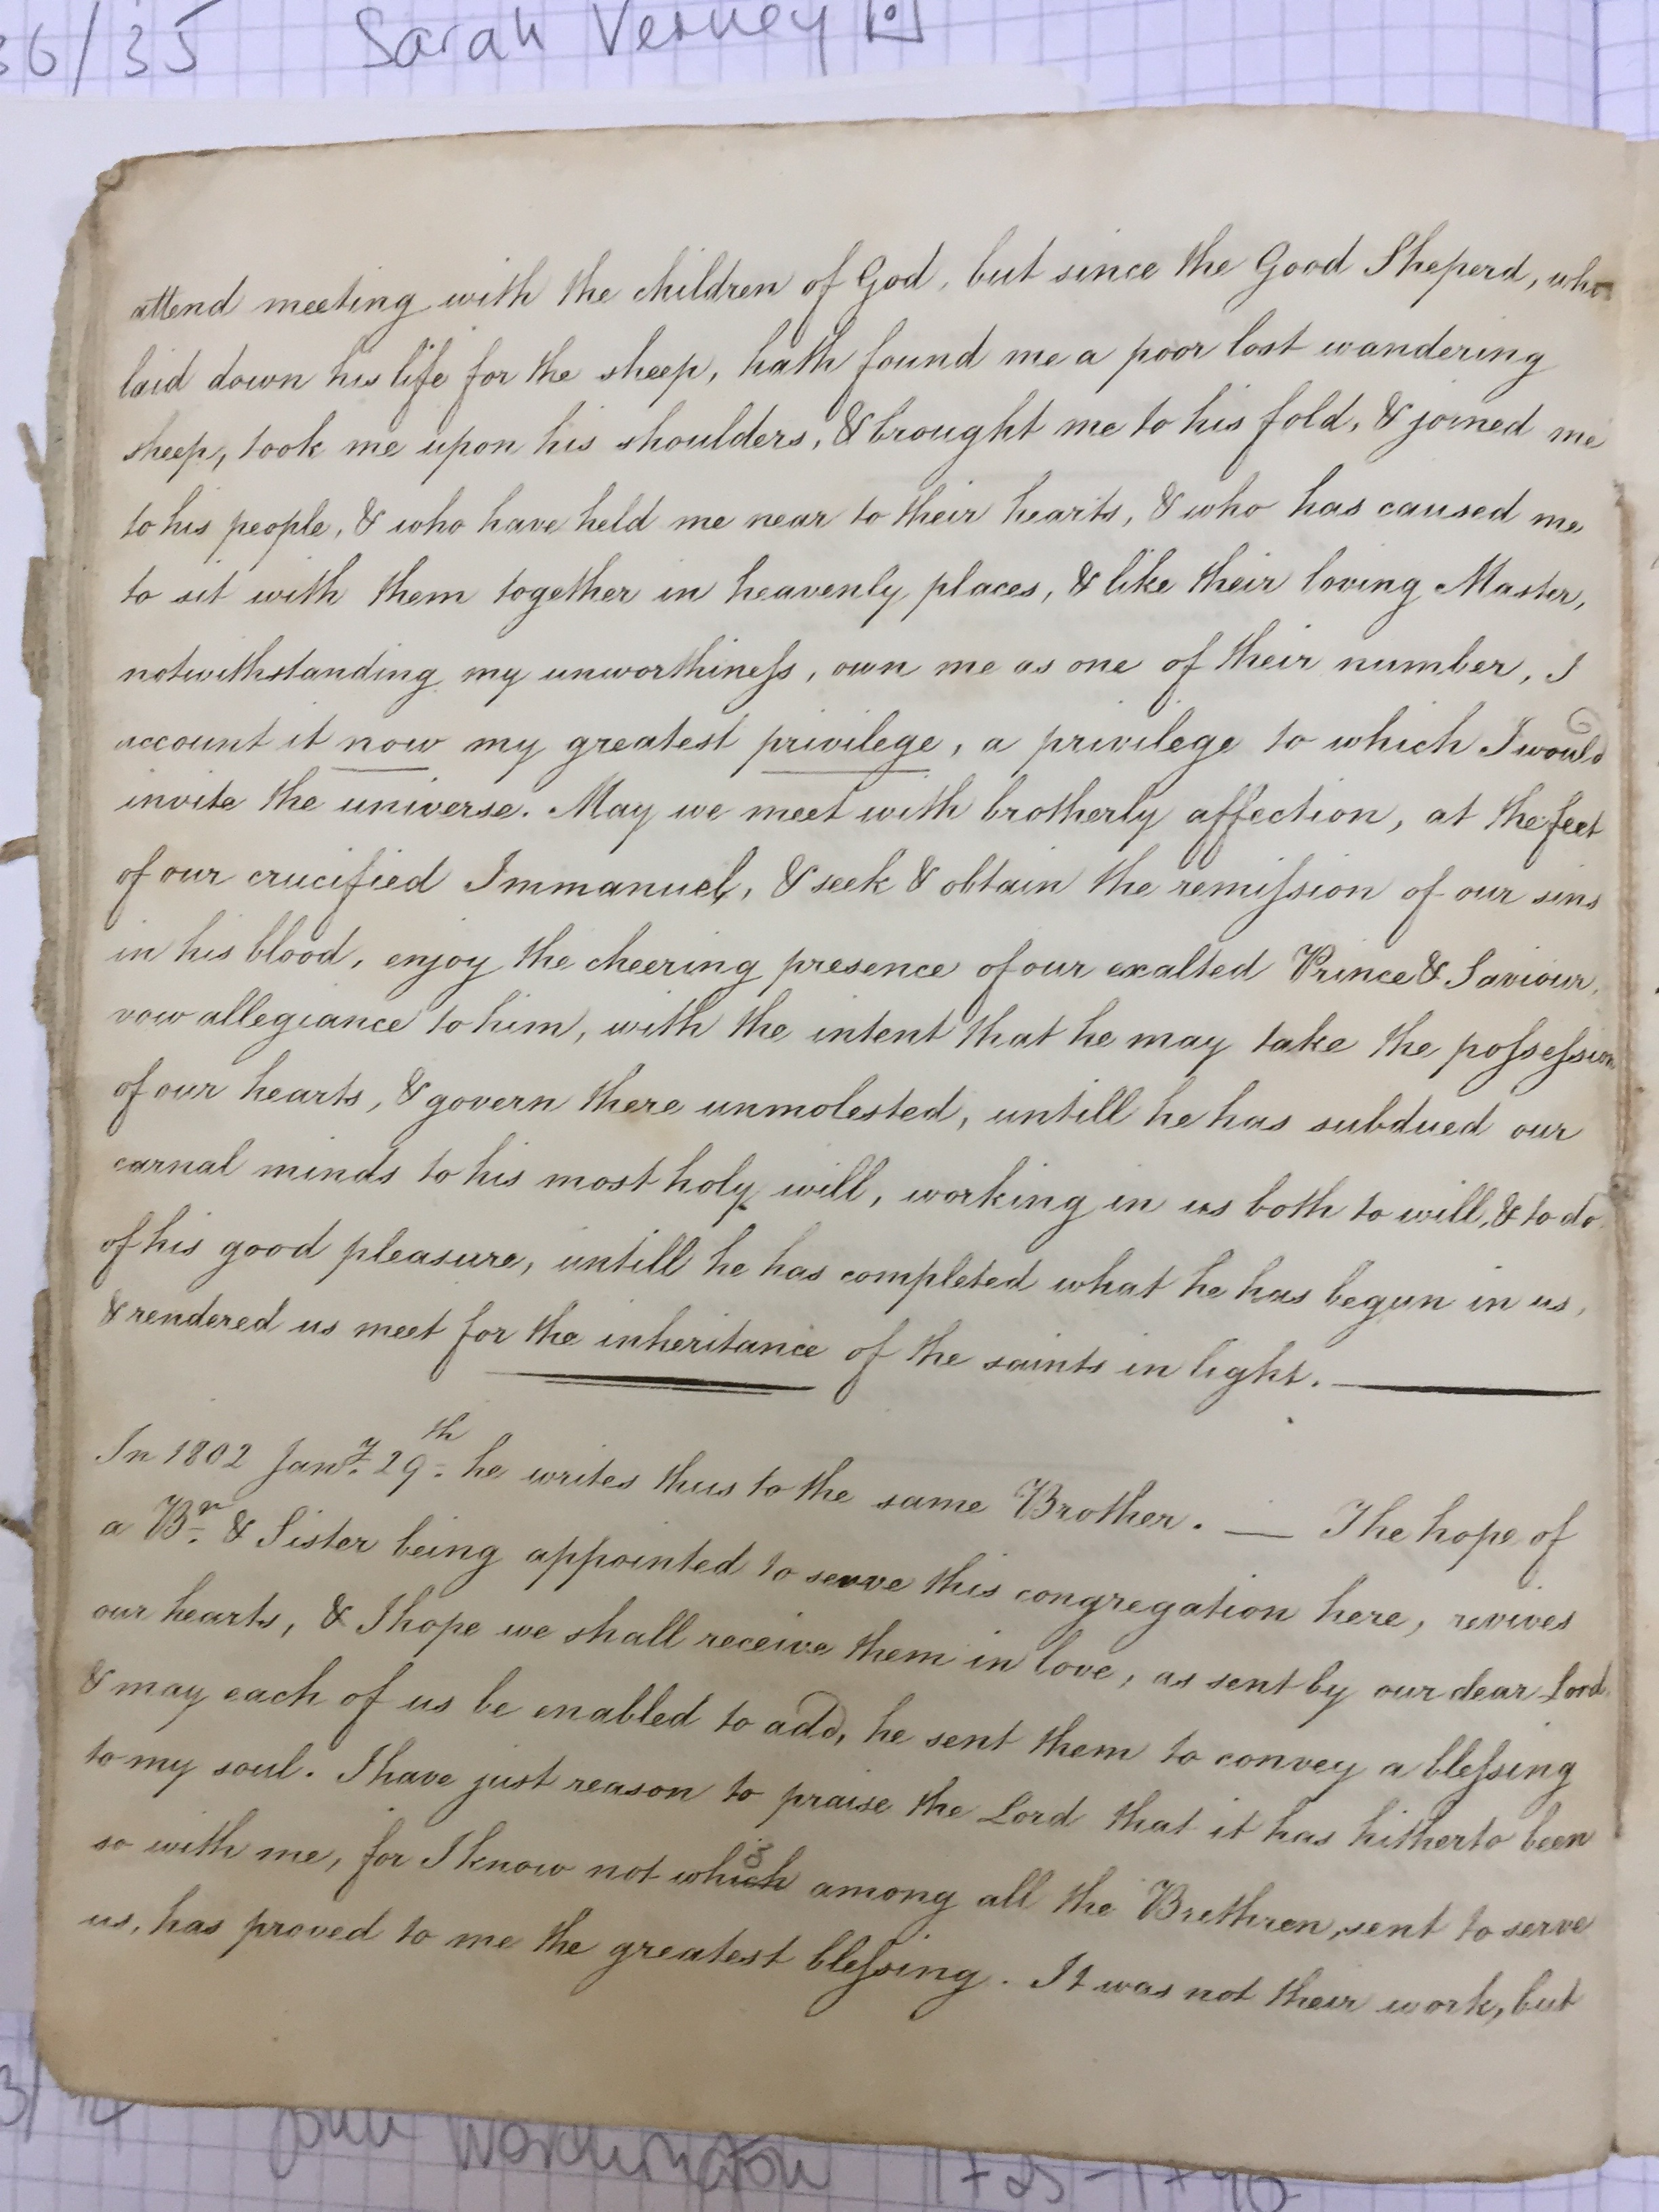 36/35 Sarah Verney
attend meeting with the children of God, but since the Good Sheperd, who
laid down his life for the sheep, hath found me a poor lost wandering
sheep, took me upon his shoulders, & brought me to his fold, & joined me
to his people, & who have held me near to their hearts, & who has caused me
to sit with them together in heavenly places, & like their loving Master,
notwithstanding my unworthineſs, own me as one of their number, I
account it now my greatest privilege, a privilege to which I would
invite the universe. May we meet with brotherly affection, at the feet
of our crucified Immanuel, & seek & obtain the remiſsion of our sins
in his blood, enjoy the cheering presence of our exalted Prince & Saviour,
vow allegiance to him, with the intent that he may take the poſseſsion
of our hearts, & govern there unmolested, untill he has subdued our
carnal minds to his most holy will, working in us both to will, & to do
of his good pleasure, untill he has completed what he has begun in us,
& rendered us meet for the inheritance of the saints in light.
In 1802 Jany. 29th he writes thus to the same Brother. — The hope of
a Br. & Sister being appointed to serve this congregation here, revives
our hearts, & I hope we shall receive them in love, as sent by our dear Lord
& may each of us be enabled to add, he sent them to convey a bleſsing
to my soul. I have just reason to praise the Lord that it has hitherto been
so with me, for I know not which among all the Brethren, sent to serve
us, has proved to me the greatest bleſsing. It was not their work, but
John Worthington 1725-1790